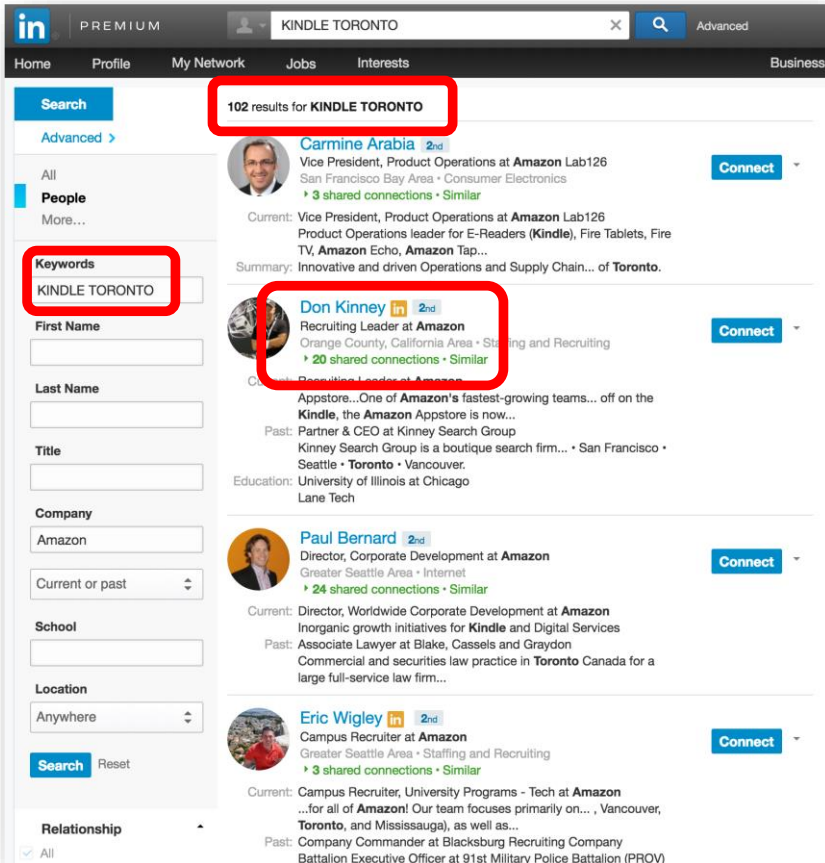 in PREMIUM KINDLE TORONTO Advanced
Home Profile My Network Jobs Interests Business
Search
Advanced >
All
People
More...
Keywords
KINDLE TORONTO
First Name
Last Name
Title
Company
Amazon
Current or past
School
Location
Anywhere
Search Reset
Relationship
All
102 results for KINDLE TORONTO
Carmine Arabia 2nd
Vice President, Product Operations at Amazon Lab126
San Francisco Bay Area • Consumer Electronics
3 shared connections • Similar
Connect
Current: Vice President, Product Operations at Amazon Lab126
Product Operations leader for E-Readers (Kindle), Fire Tablets, Fire
TV, Amazon Echo, Amazon Tap...
Summary: Innovative and driven Operations and Supply Chain... of Toronto.
Don Kinney in 2nd
Recruiting Leader at Amazon
Orange County, California Area • Staffing and Recruiting
20 shared connections • Similar
Connect
Current: Recruiting Leader at Amazon
Appstore...One of Amazon's fastest-growing teams... off on the
Kindle, the Amazon Appstore is now...
Past: Partner & CEO at Kinney Search Group
Kinney Search Group is a boutique search firm... • San Francisco •
Seattle • Toronto • Vancouver.
Education: University of Illinois at Chicago
Lane Tech
Paul Bernard 2nd
Director, Corporate Development at Amazon
Greater Seattle Area • Internet
24 shared connections • Similar
Connect
Current: Director, Worldwide Corporate Development at Amazon
Inorganic growth initiatives for Kindle and Digital Services
Past: Associate Lawyer at Blake, Cassels and Graydon
Commercial and securities law practice in Toronto Canada for a
large full-service law firm...
Eric Wigley in 2nd
Campus Recruiter at Amazon
Greater Seattle Area • Staffing and Recruiting
3 shared connections • Similar
Connect
Current: Campus Recruiter, University Programs - Tech at Amazon
...for all of Amazon! Our team focuses primarily on... , Vancouver,
Toronto, and Mississauga), as well as...
Past: Company Commander at Blacksburg Recruiting Company
Battalion Executive Officer at 91st Military Police Battalion (PROV)